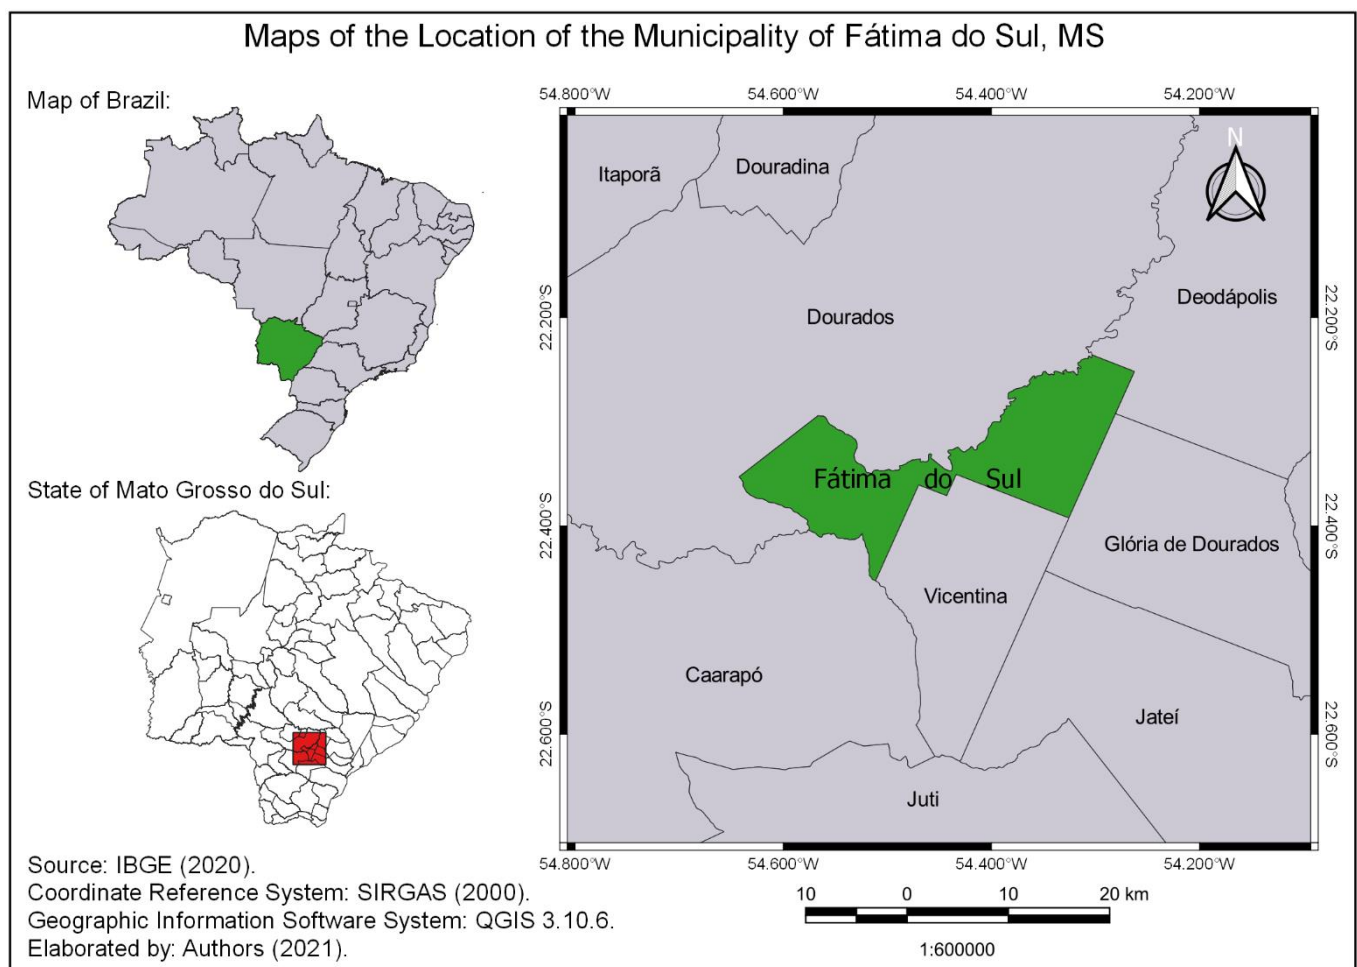 Maps of the Location of the Municipality of Fátima do Sul, MS
Map of Brazil:
State of Mato Grosso do Sul:
54.800°W 54.600°W 54.400°W 54.200°W
N
Itaporã
Douradina
Deodápolis
Dourados
22.200°S 22.200°S
Fátima do Sul
22.400°S 22.400°S
Glória de Dourados
Vicentina
Caarapó
Jateí
22.600°S 22.600°S
Juti
54.800°W 54.600°W 54.400°W 54.200°W
10 0 10 20 km
1:600000
Source: IBGE (2020).
Coordinate Reference System: SIRGAS (2000).
Geographic Information Software System: QGIS 3.10.6.
Elaborated by: Authors (2021).